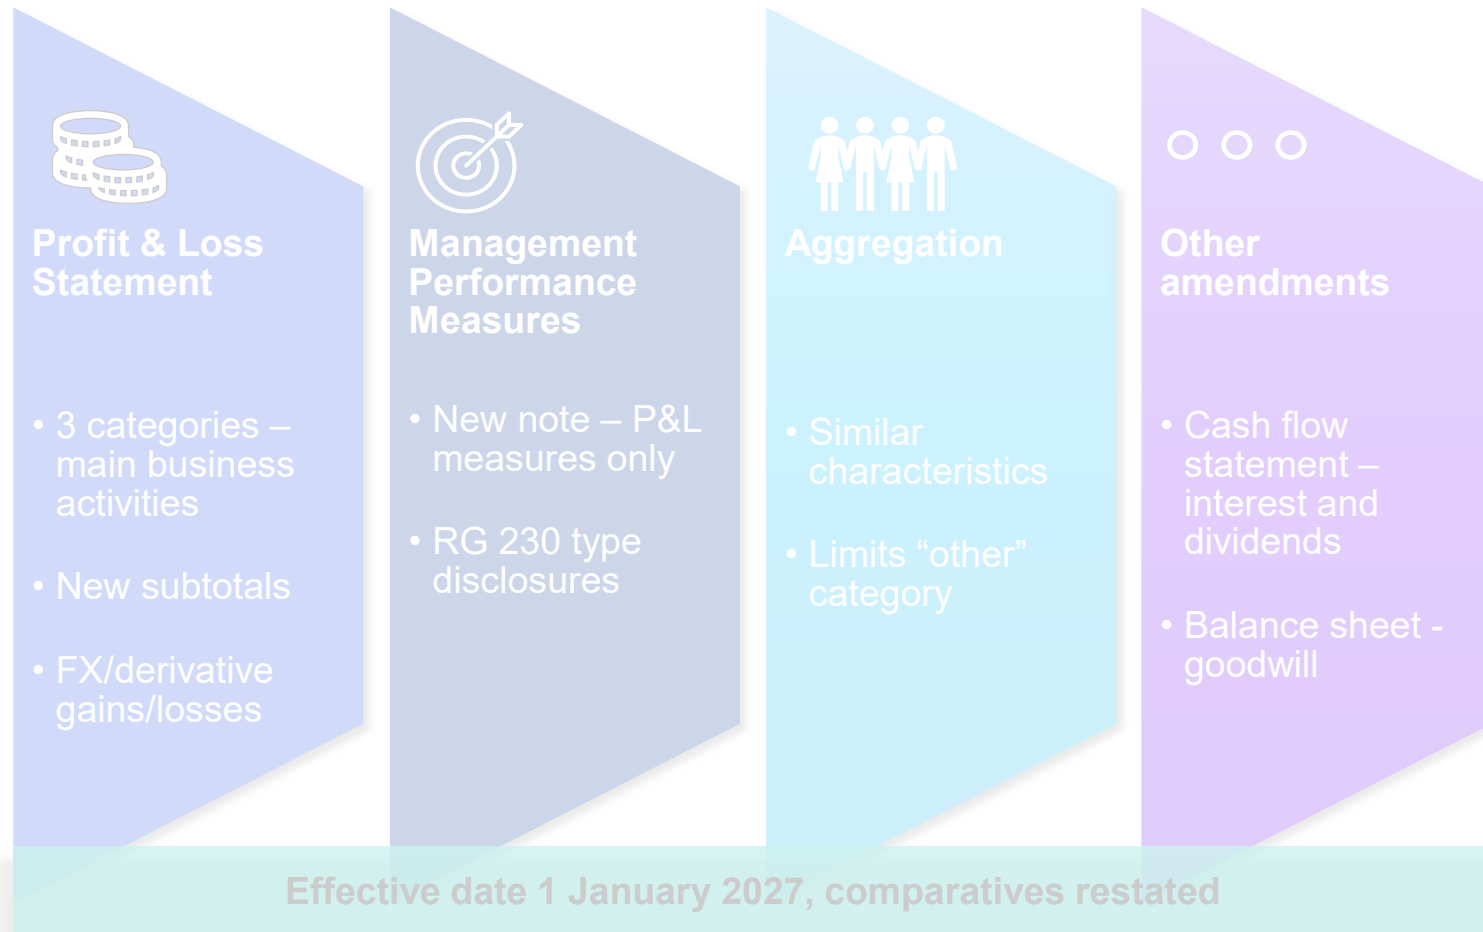 Profit & Loss
Statement
• 3 categories –
main business
activities
• New subtotals
• FX/derivative
gains/losses
Management
Performance
Measures
• New note – P&L
measures only
• RG 230 type
disclosures
Aggregation
• Similar
characteristics
• Limits “other”
category
Other
amendments
• Cash flow
statement –
interest and
dividends
• Balance sheet -
goodwill
Effective date 1 January 2027, comparatives restated